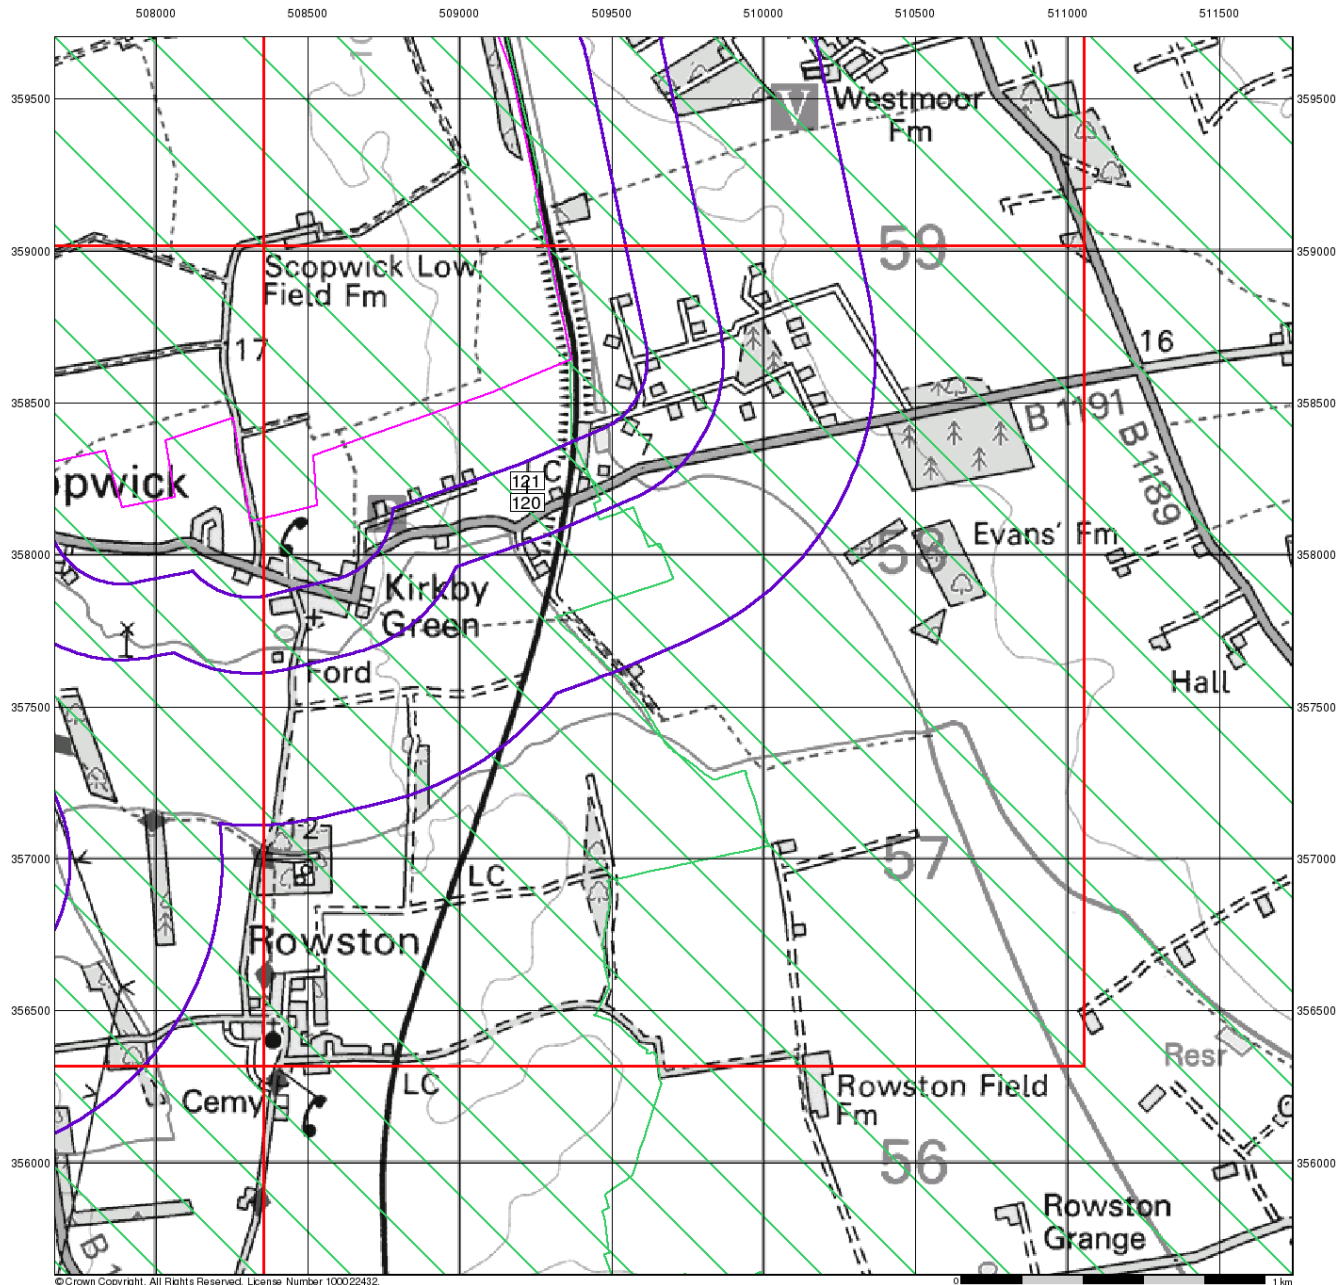 508000 508500 509000 509500 510000 510500 511000 511500
359500 359500
V
Westmoor
Fm
359000 359000
59
Scopwick Low
Field Fm
17
16
358500 358500
B 1191
B 1189
7
opwick
121
120
C
Evans' Fm
358000 358000
58
Kirkby
Green
Ford
Hall
357500 357500
12
357000 357000
57
LC
Rowston
356500 356500
Resr
LC
Cemy
Rowston Field
Fm
356000 356000
56
Rowston
Grange
B 1
© Crown Copyright. All Rights Reserved. License Number 100022432.
0 1 km